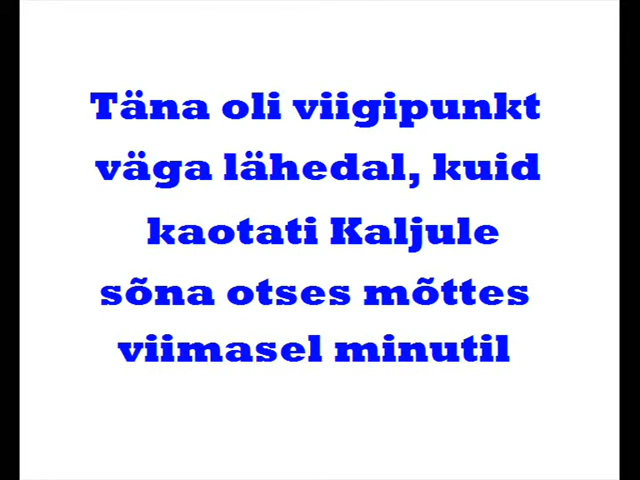 Täna oli viigipunkt
väga lähedal, kuid
kaotati Kaljule
sõna otses mõttes
viimasel minutil